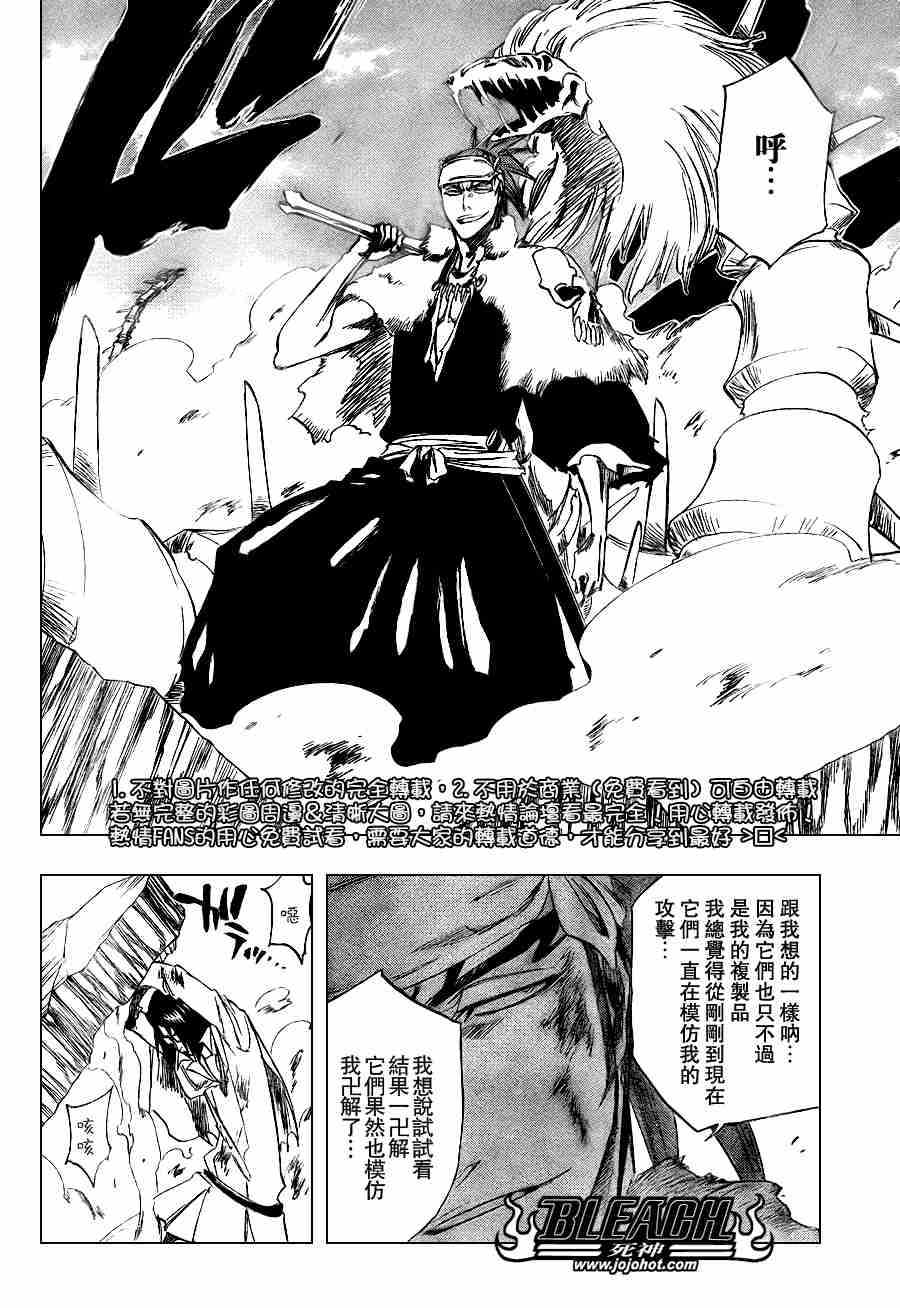 呼…
1. 不對圖片作任何修改的完全轉載，2. 不用於商業（免費看到）可自由轉載
若無完整的彩圖周邊&清晰大圖，請來熱情論壇看最完全！用心轉載發佈！
熱情FANS的用心免費試看，需要大家的轉載道德，才能分享到最好 >口<
跟我想的一樣吶…
因為它們也只不過
是我的複製品
我總覺得從剛剛到現在
它們一直在模仿我的
攻擊…
我想說試試看
結果一卍解
它們果然也模仿
我卍解了…
噁
咳
咳
BLEACH
死神
www.jojohot.com